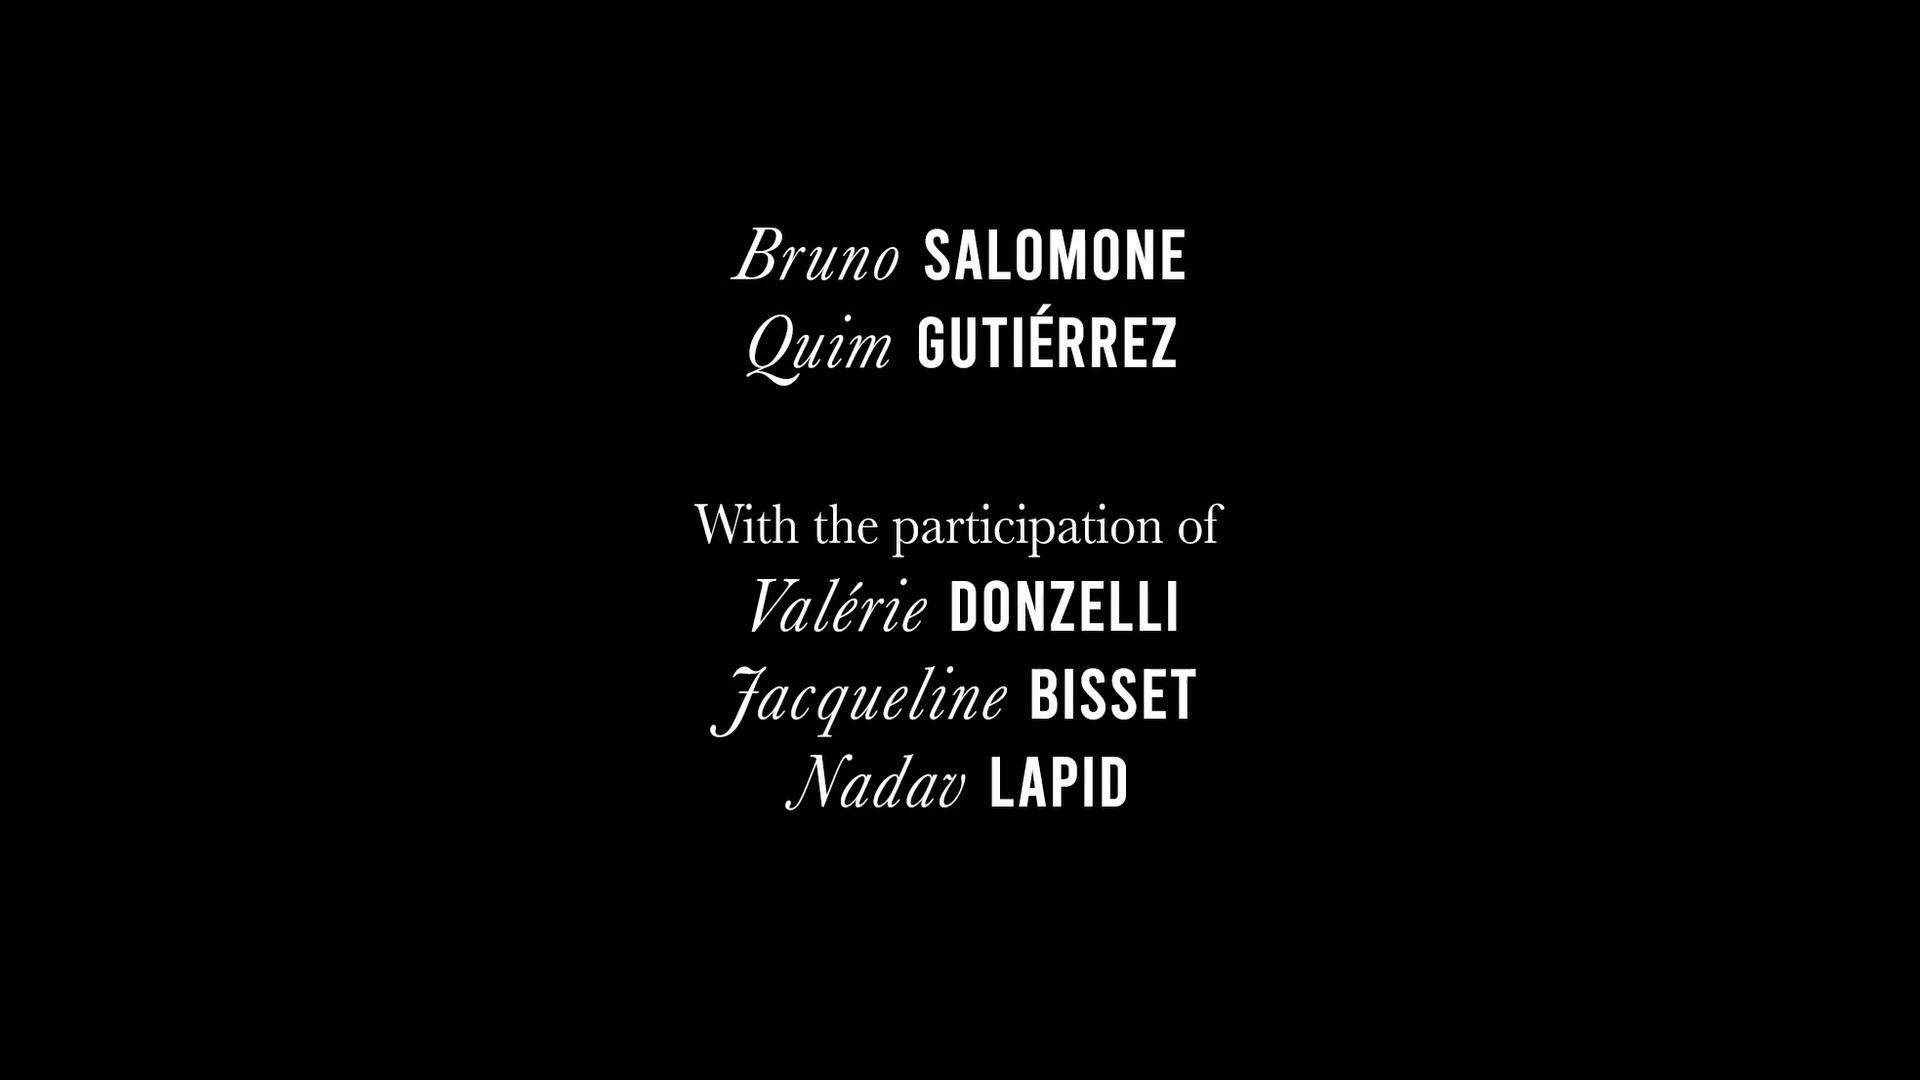 Bruno SALOMONE
Quim GUTIÉRREZ
With the participation of
Valérie DONZELLI
Jacqueline BISSET
Nadav LAPID